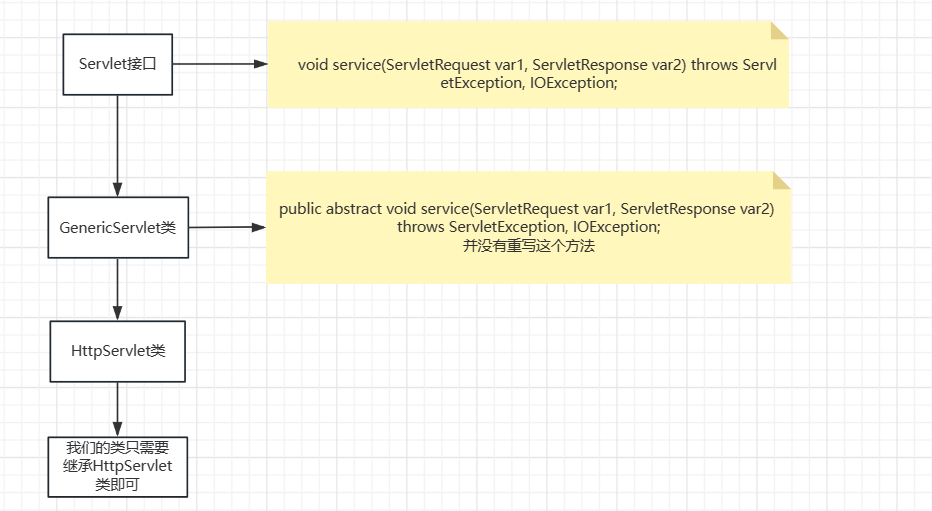 Servlet接口
void service(ServletRequest var1, ServletResponse var2) throws Servl
etException, IOException;
GenericServlet类
public abstract void service(ServletRequest var1, ServletResponse var2)
throws ServletException, IOException;
并没有重写这个方法
HttpServlet类
我们的类只需要
继承HttpServlet
类即可